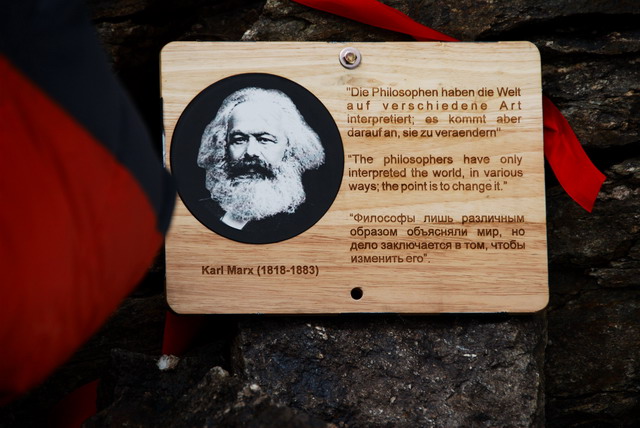 "Die Philosophen haben die Welt
auf verschiedene Art
interpretiert; es kommt aber
darauf an, sie zu veraendern"
"The philosophers have only
interpreted the world, in various
ways; the point is to change it."
"Философы лишь различным
образом объясняли мир, но
дело заключается в том, чтобы
изменить его".
Karl Marx (1818-1883)